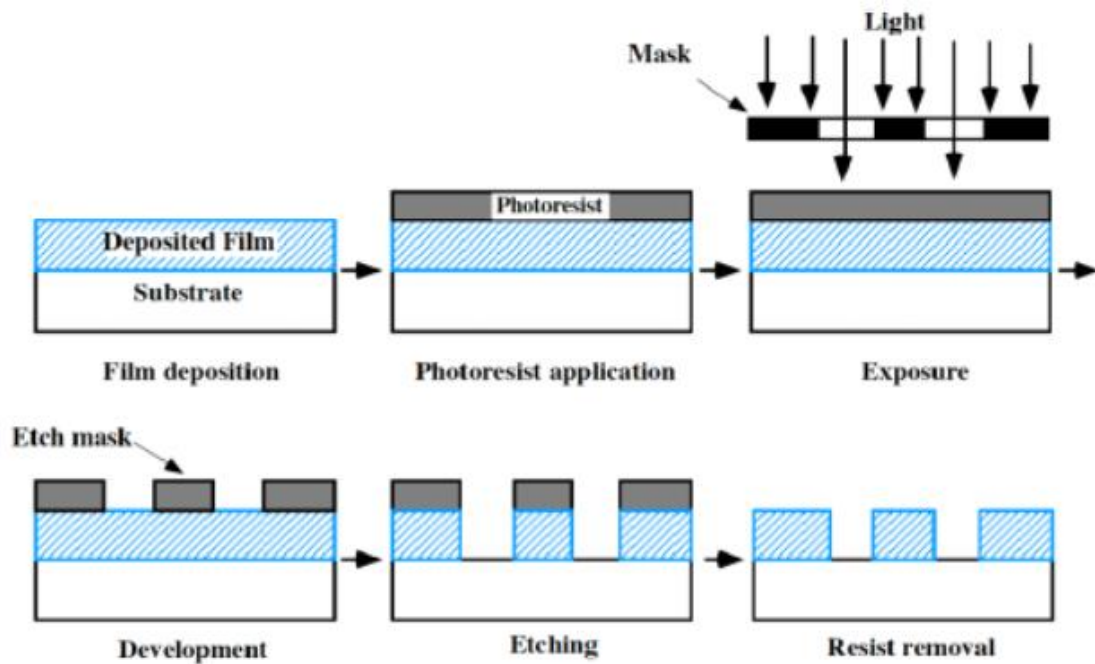 Light
Mask
Photoresist
Deposited Film
Substrate
Film deposition
Photoresist application
Exposure
Etch mask
Development
Etching
Resist removal